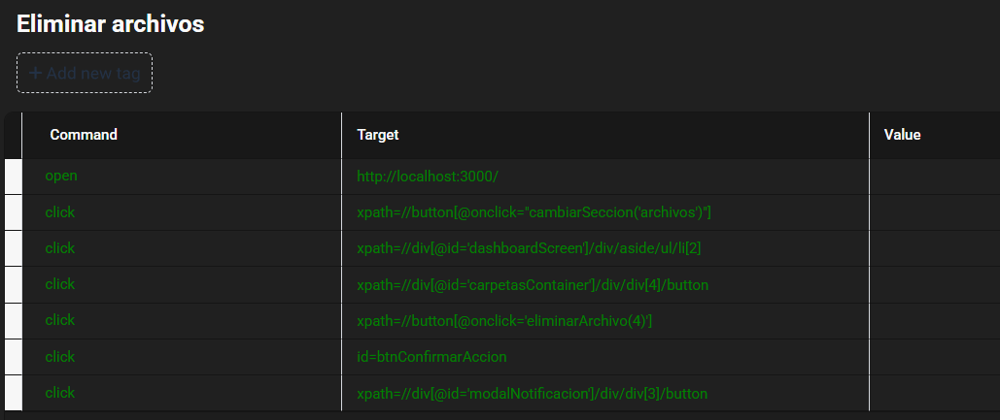 Eliminar archivos
+ Add new tag
Command Target Value
open http://localhost:3000/
click xpath=//button[@onclick="cambiarSeccion('archivos')"]
click xpath=//div[@id='dashboardScreen']/div/aside/ul/li[2]
click xpath=//div[@id='carpetasContainer']/div/div[4]/button
click xpath=//button[@onclick='eliminarArchivo(4)']
click id=btnConfirmarAccion
click xpath=//div[@id='modalNotificacion']/div/div[3]/button